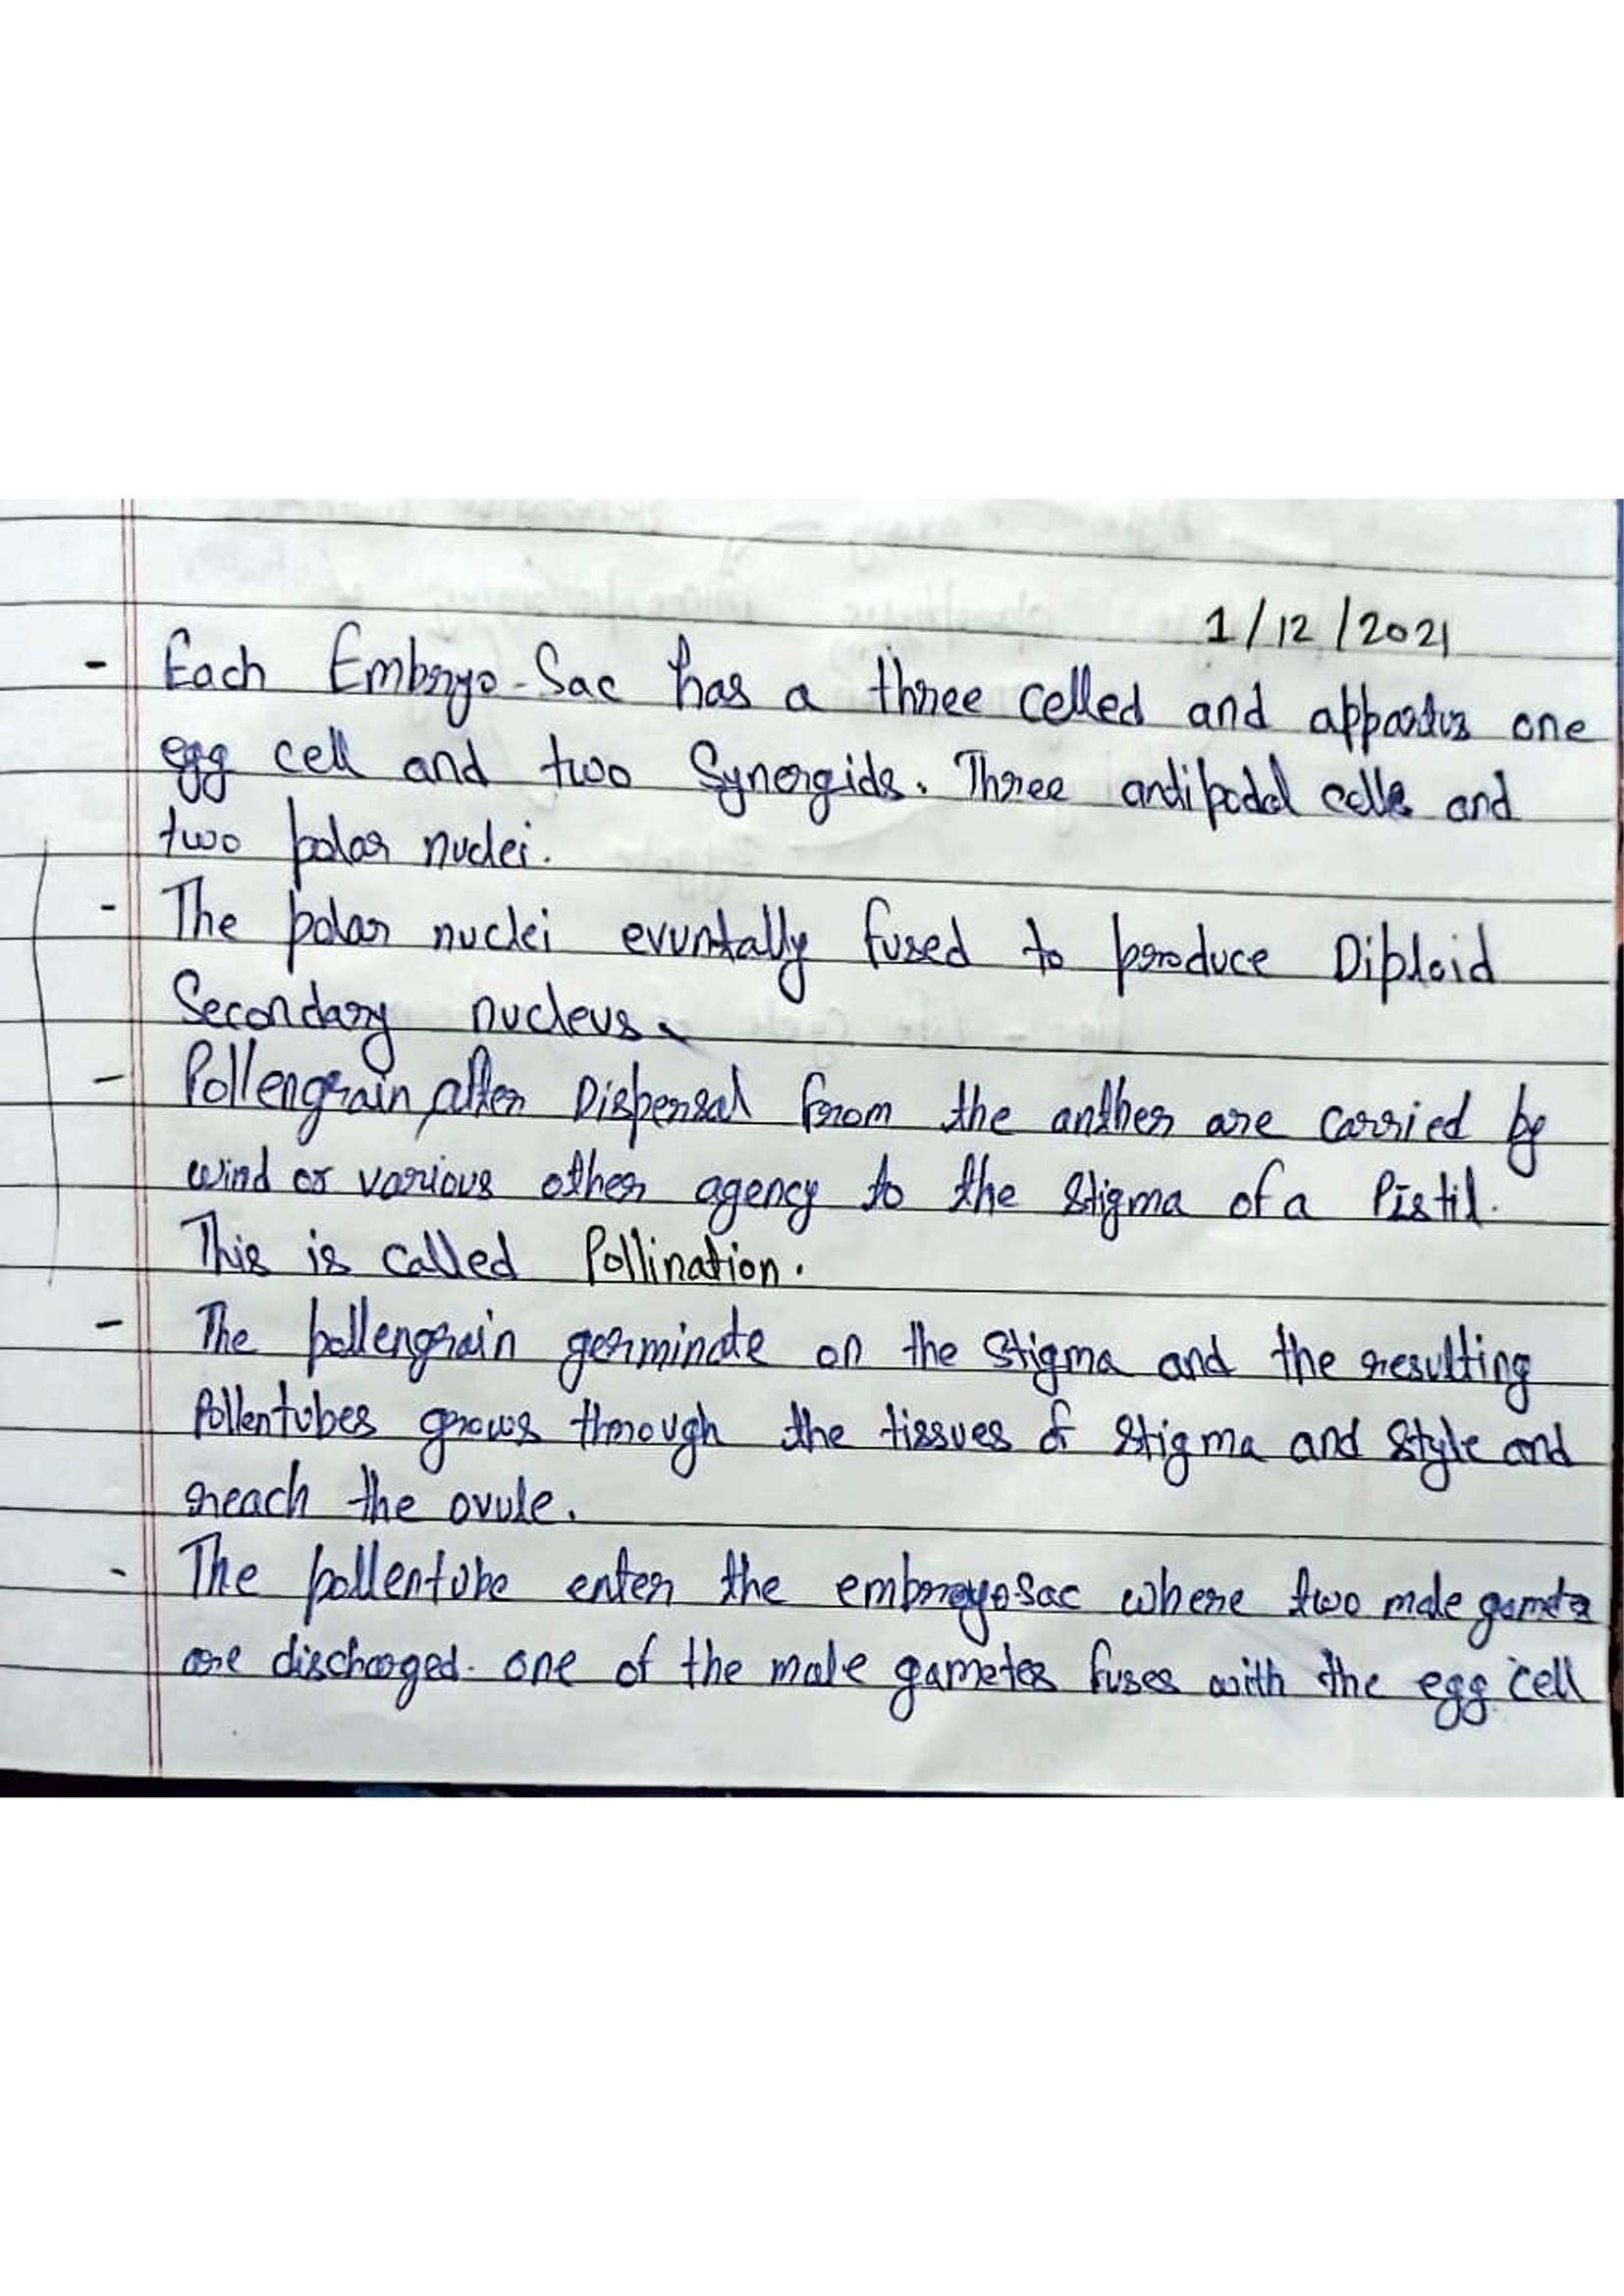 1/12/2021
- Each Embryo-Sac has a three celled and appartus one
egg cell and two Synergids. Three antipodal cells and
two polar nuclei.
- The polar nuclei evuntally fused to produce Diploid
Secondary nucleus.
- Pollengrain after Dispersal from the anther are carried by
wind or various other agency to the Stigma of a Pistil.
This is called Pollination.
- The pollengrain germinate on the Stigma and the resulting
Pollentubes grows through the tissues of Stigma and Style and
reach the ovule.
- The pollentube enter the embryosac where two male gamets
are discharged. one of the male gametes fuses with the egg cell